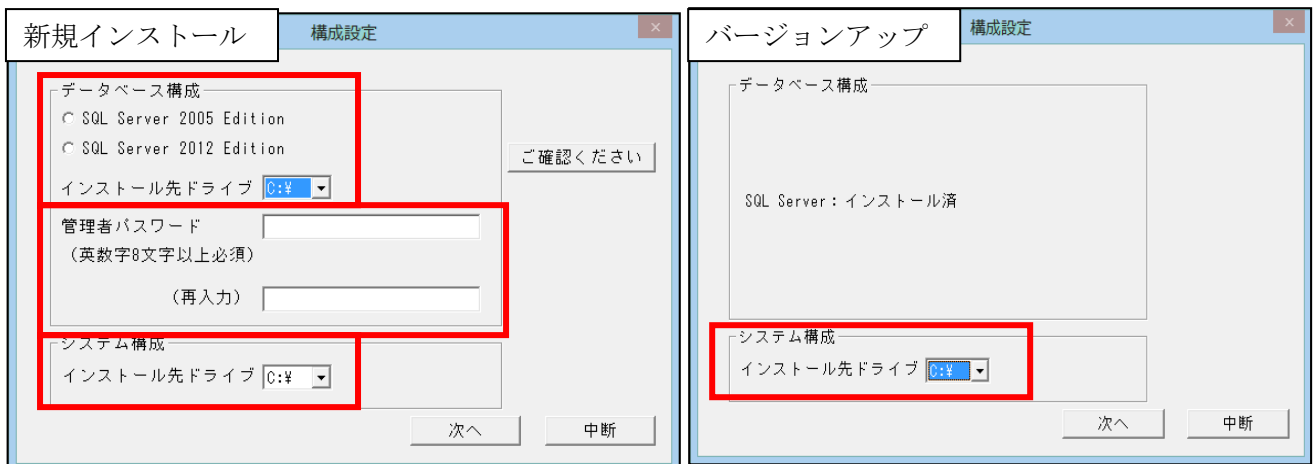 新規インストール
構成設定
データベース構成
SQL Server 2005 Edition
SQL Server 2012 Edition
ご確認ください
インストール先ドライブ C:¥
管理者パスワード
(英数字8文字以上必須)
(再入力)
システム構成
インストール先ドライブ C:¥
次へ 中断
バージョンアップ
構成設定
データベース構成
SQL Server:インストール済
システム構成
インストール先ドライブ C:¥
次へ 中断